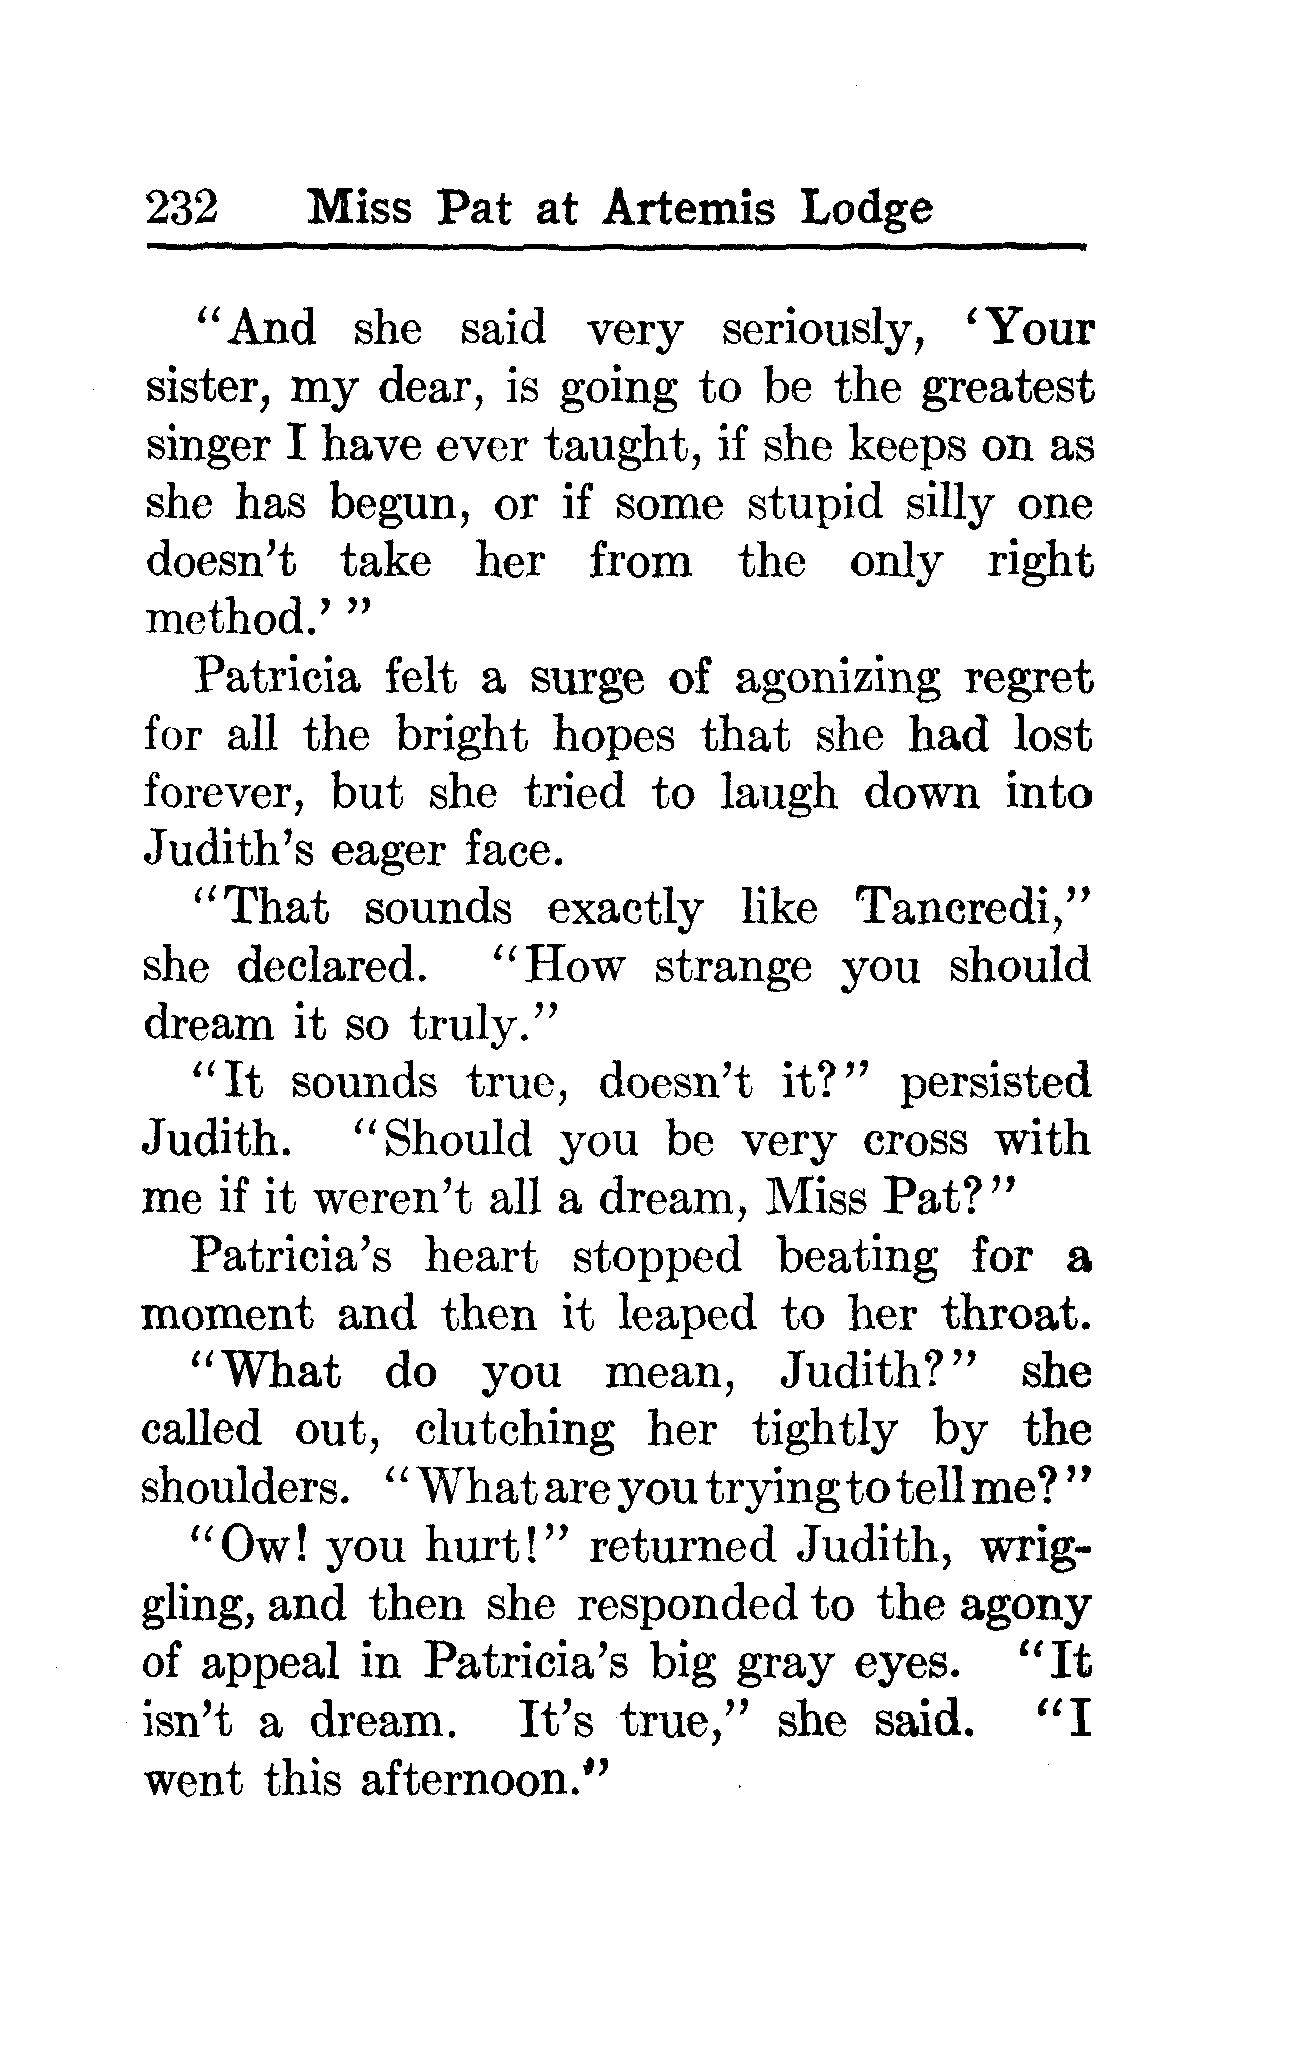 232 Miss Pat at Artemis Lodge
"And she said very seriously, 'Your
sister, my dear, is going to be the greatest
singer I have ever taught, if she keeps on as
she has begun, or if some stupid silly one
doesn't take her from the only right
method.' "
Patricia felt a surge of agonizing regret
for all the bright hopes that she had lost
forever, but she tried to laugh down into
Judith's eager face.
"That sounds exactly like Tancredi,"
she declared. "How strange you should
dream it so truly."
"It sounds true, doesn't it?" persisted
Judith. "Should you be very cross with
me if it weren't all a dream, Miss Pat?"
Patricia's heart stopped beating for a
moment and then it leaped to her throat.
"What do you mean, Judith?" she
called out, clutching her tightly by the
shoulders. "What are you trying to tell me?"
"Ow! you hurt!" returned Judith, wrig-
gling, and then she responded to the agony
of appeal in Patricia's big gray eyes. "It
isn't a dream. It's true," she said. "I
went this afternoon."